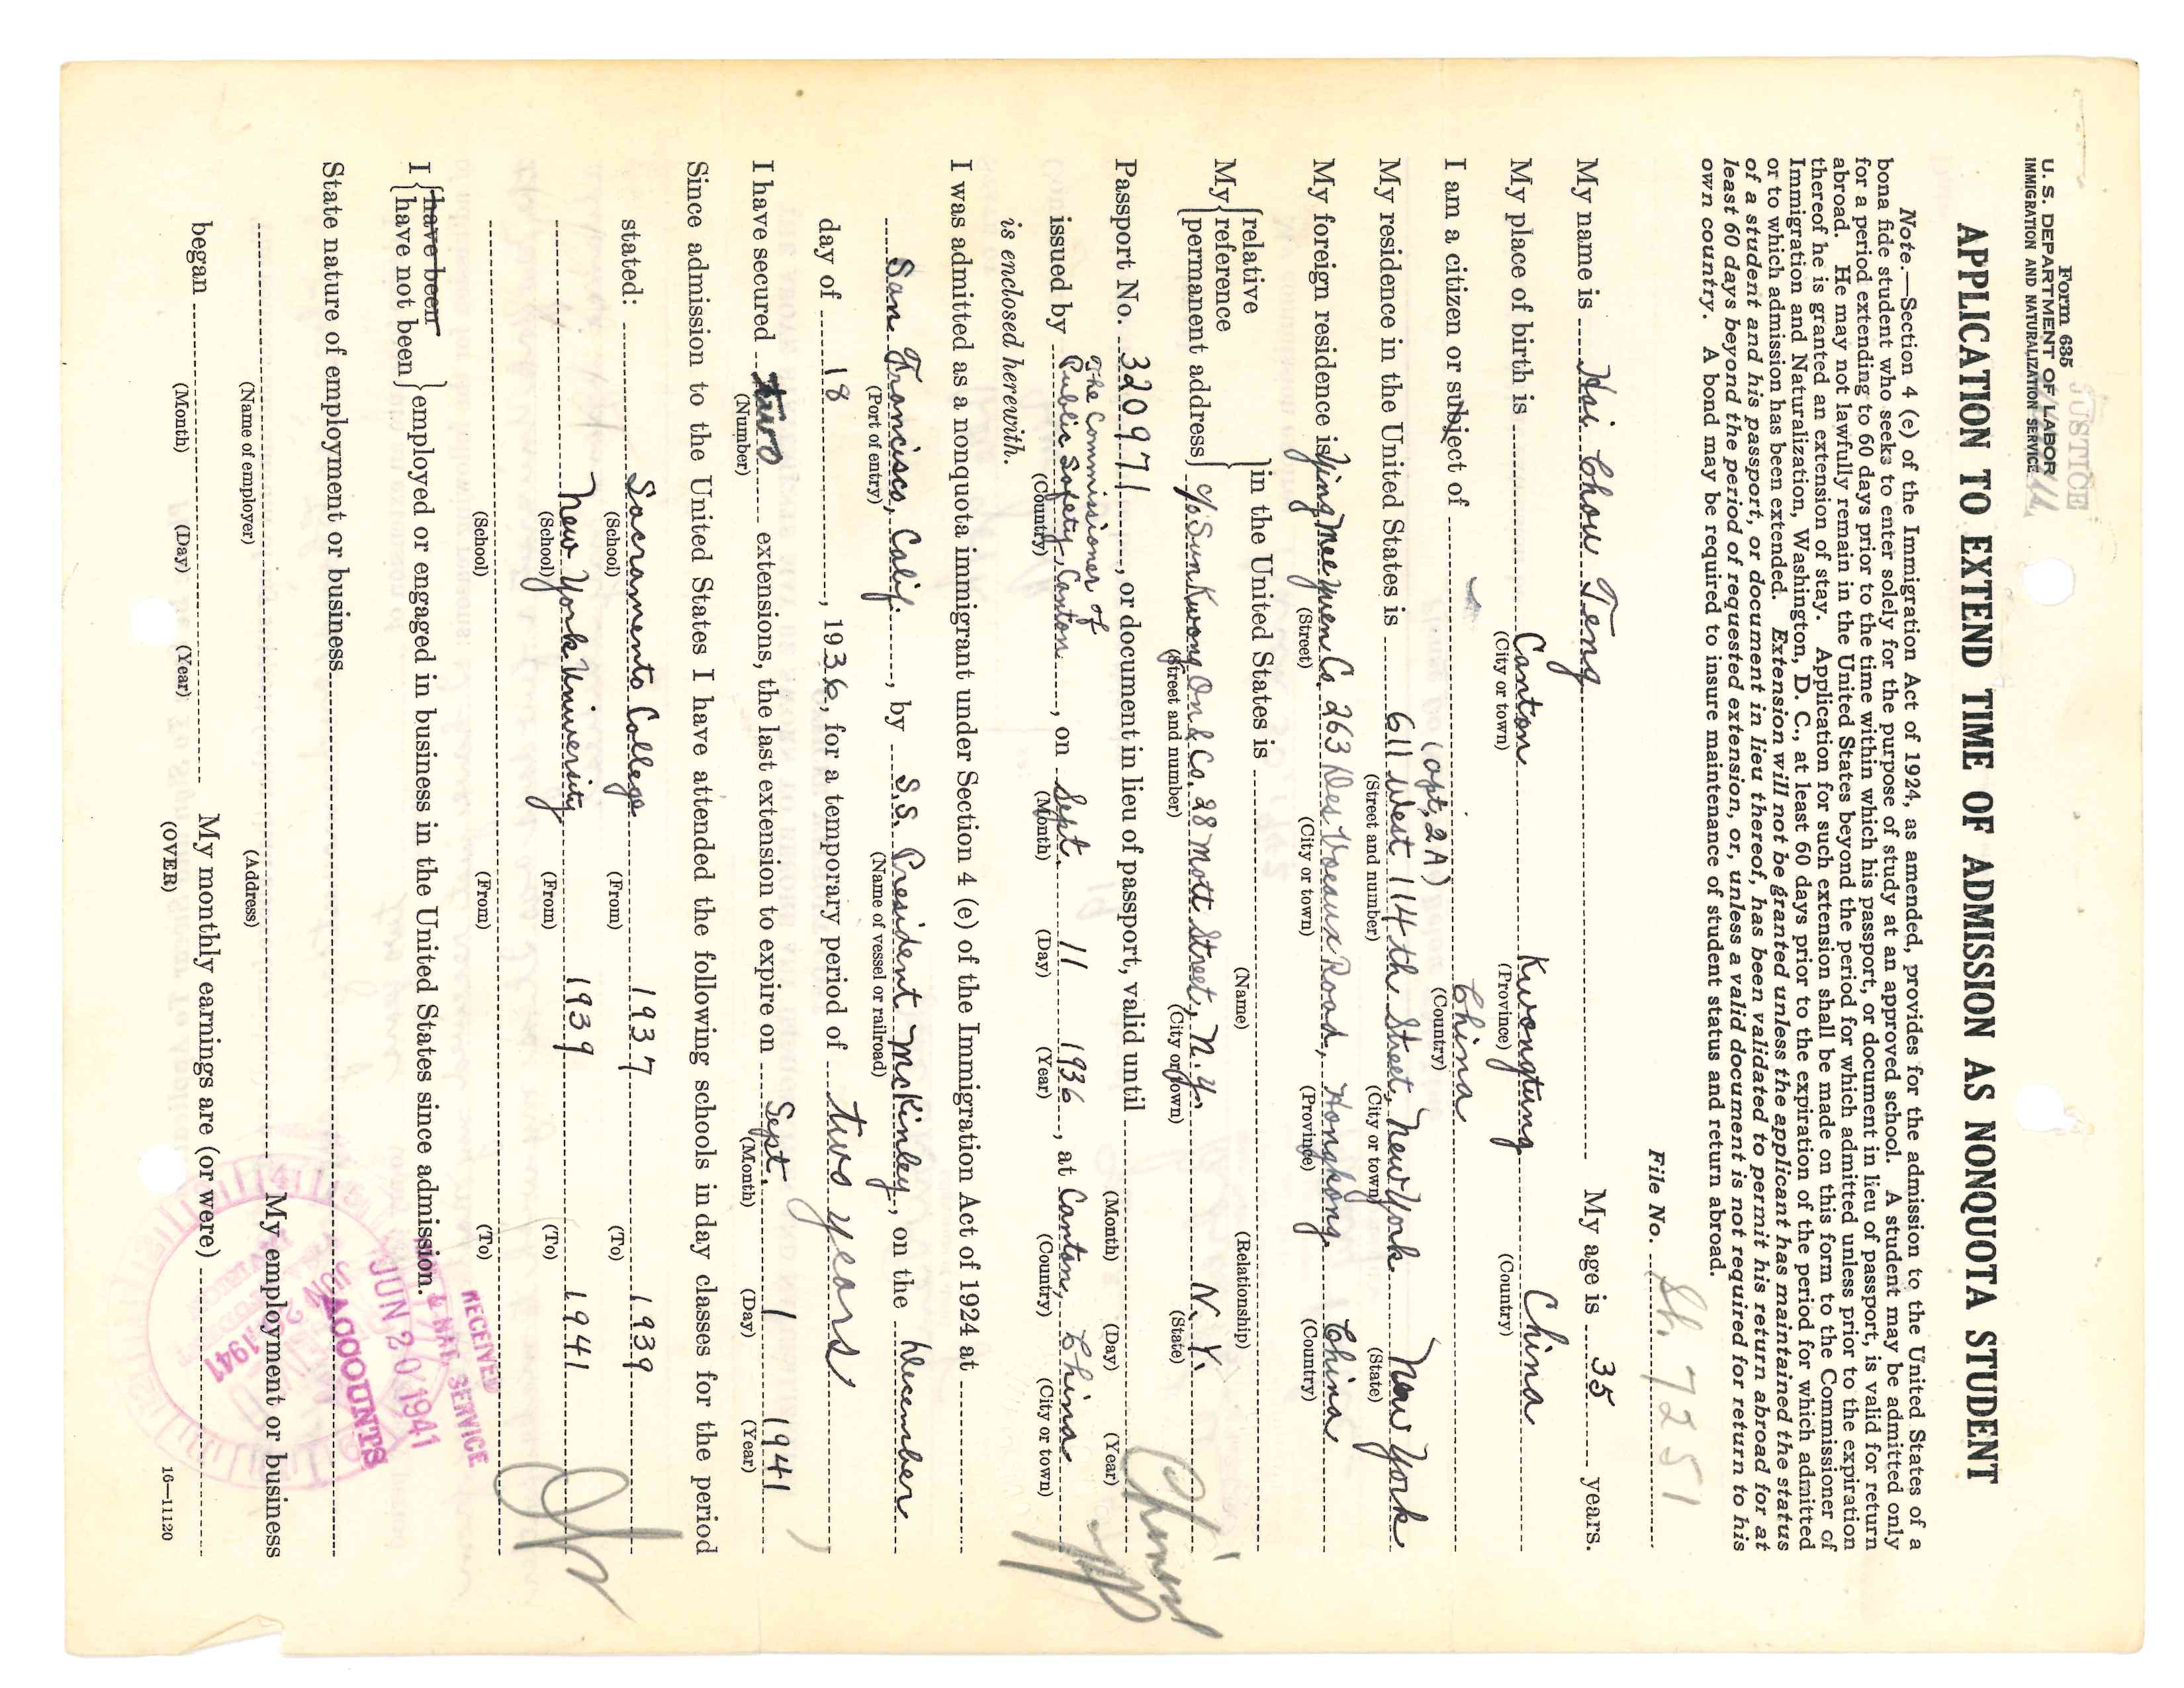 Form 635
JUSTICE
U. S. DEPARTMENT OF LABOR
IMMIGRATION AND NATURALIZATION SERVICE
APPLICATION TO EXTEND TIME OF ADMISSION AS NONQUOTA STUDENT
Note.—Section 4 (e) of the Immigration Act of 1924, as amended, provides for the admission to the United States of a
bona fide student who seeks to enter solely for the purpose of study at an approved school. A student may be admitted only
for a period extending to 60 days prior to the time within which his passport, or document in lieu of passport, is valid for return
abroad. He may not lawfully remain in the United States beyond the period for which admitted unless prior to the expiration
thereof he is granted an extension of stay. Application for such extension shall be made on this form to the Commissioner of
Immigration and Naturalization, Washington, D. C., at least 60 days prior to the expiration of the period for which admitted
or to which admission has been extended. Extension will not be granted unless the applicant has maintained the status
of a student and his passport, or document in lieu thereof, has been validated to permit his return abroad for at
least 60 days beyond the period of requested extension, or, unless a valid document is not required for return to his
own country. A bond may be required to insure maintenance of student status and return abroad.
File No. St. 7251
My name is Hsi Chou Teng My age is 35 years.
My place of birth is Canton Kwongtung China
(City or town) (Province) (Country)
I am a citizen or subject of China
(Country)
(apt, 2A)
My residence in the United States is 611 West 114th Street, New York New York
(Street and number) (City or town) (State)
My foreign residence is Ying Mee Yuen Co. 263 Des Voeaux Road, Hongkong. China
(Street) (City or town) (Province) (Country)
My { relative reference permanent address } in the United States is
(Name) (Relationship)
c/o Sun Kwong On & Co. 28 Mott Street, N.Y. N. Y.
(Street and number) (City or town) (State)
Chinese
PP
Passport No. 320971, or document in lieu of passport, valid until
(Month) (Day) (Year)
The Commissioner of
issued by Public Safety, Canton, on Sept. 11 1936, at Canton, China
(Country) (Month) (Day) (Year) (Country) (City or town)
is enclosed herewith.
I was admitted as a nonquota immigrant under Section 4 (e) of the Immigration Act of 1924 at
San Francisco, Calif., by S.S. President McKinley, on the December
(Port of entry) (Name of vessel or railroad)
day of 18, 1936, for a temporary period of two years
I have secured two extensions, the last extension to expire on Sept. 1 1941
(Number) (Month) (Day) (Year)
Since admission to the United States I have attended the following schools in day classes for the period
stated: Sacramento College 1937 1939
(School) (From) (To)
New York University 1939 1941
(School) (From) (To)
(School) (From) (To)
I { have been have not been } employed or engaged in business in the United States since admission.
RECEIVED
& NAT. SERVICE
JUN 20 1941
ACCOUNTS
State nature of employment or business
My employment or business
(Name of employer) (Address)
began My monthly earnings are (or were)
(Month) (Day) (Year)
(OVER)
16—11120